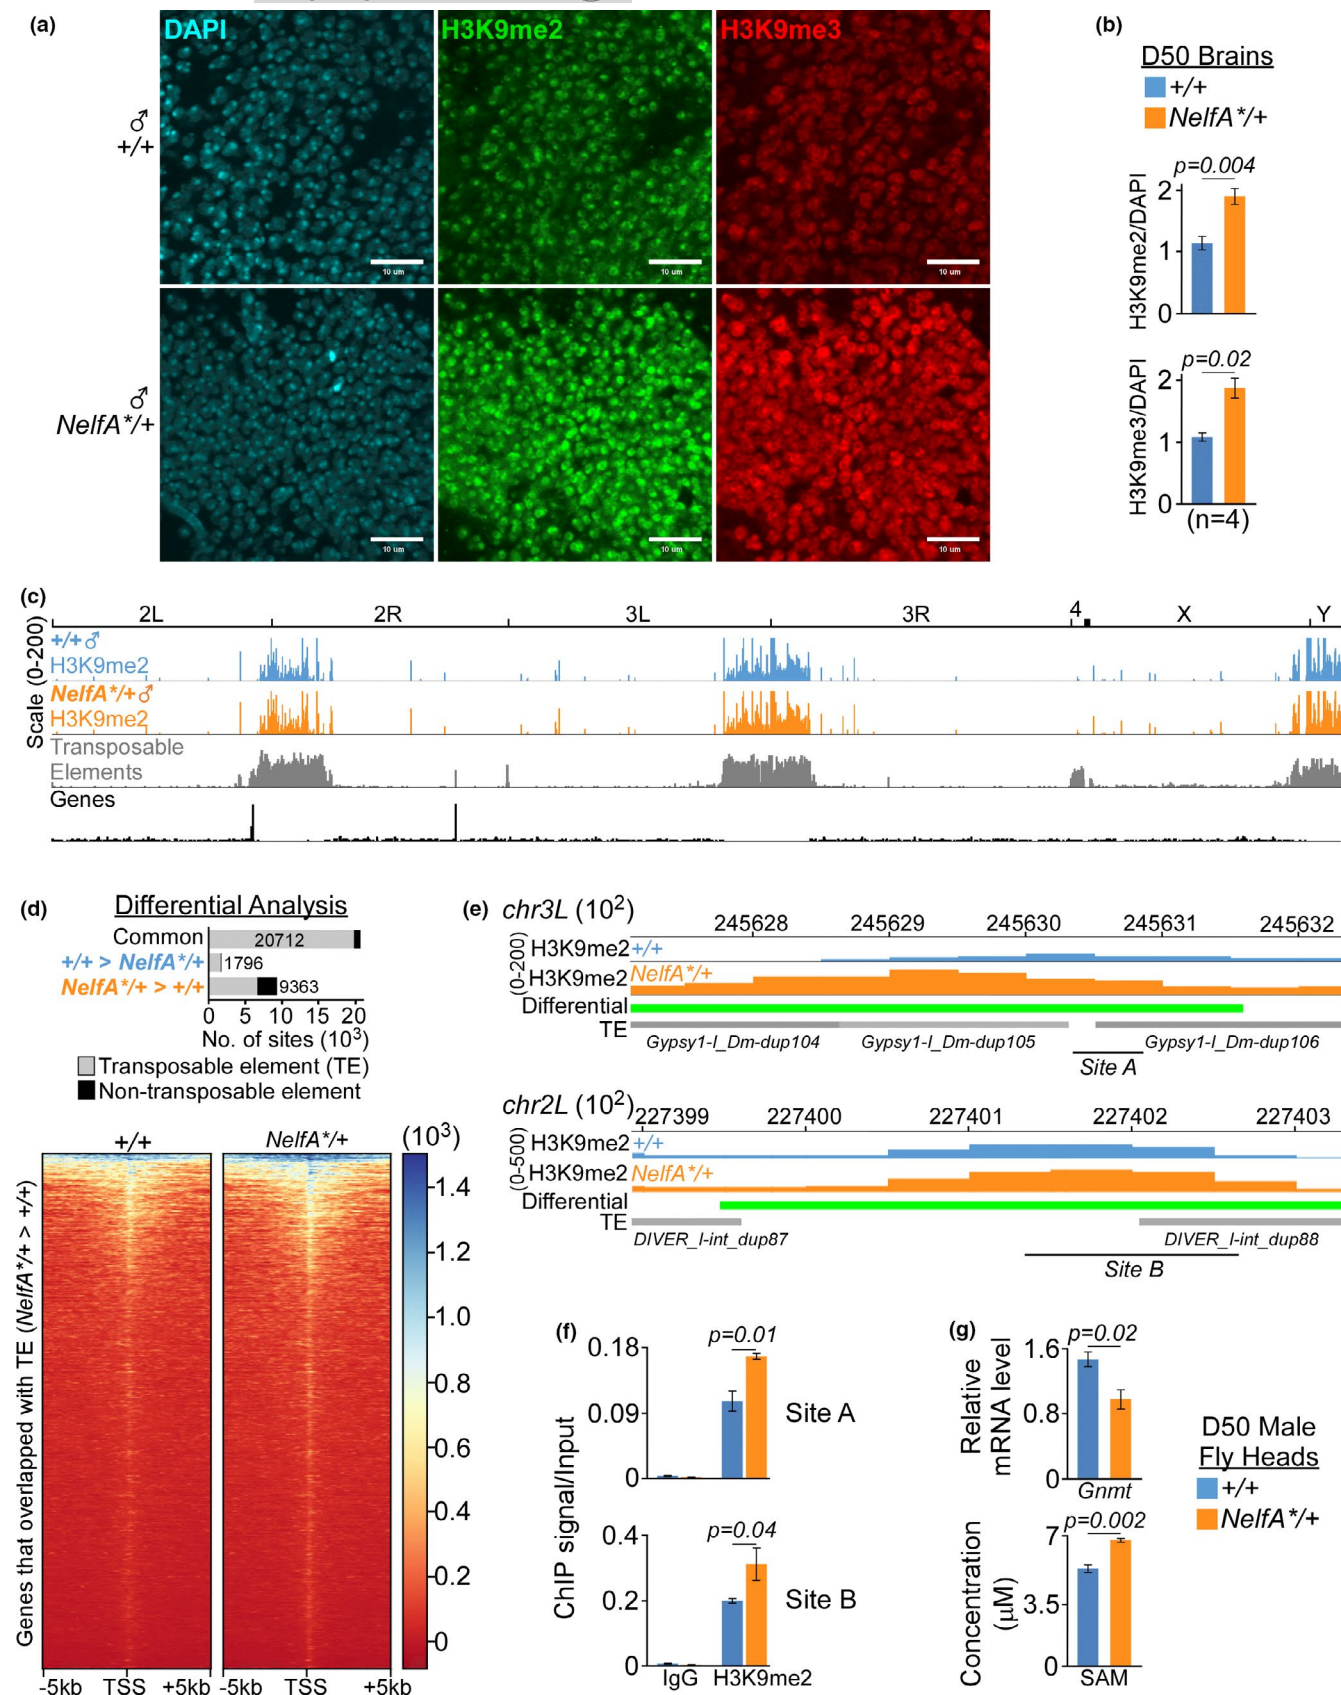 (a)
DAPI
H3K9me2
H3K9me3
♂
+/+
10 um
10 um
10 um
♂
NelfA*/+
10 um
10 um
10 um
(b)
D50 Brains
+/+
NelfA*/+
p=0.004
H3K9me2/DAPI
2
1
0
p=0.02
H3K9me3/DAPI
2
1
0
(n=4)
(c)
2L 2R 3L 3R 4 X Y
Scale (0-200)
+/+♂
H3K9me2
NelfA*/+♂
H3K9me2
Transposable
Elements
Genes
(d)
Differential Analysis
Common 20712
+/+ > NelfA*/+ 1796
NelfA*/+ > +/+ 9363
0 5 10 15 20
No. of sites (10³)
Transposable element (TE)
Non-transposable element
+/+ NelfA*/+ (10³)
Genes that overlapped with TE (NelfA*/+ > +/+)
1.4
1.2
1.0
0.8
0.6
0.4
0.2
0
-5kb TSS +5kb -5kb TSS +5kb
(e)
chr3L (10²)
245628 245629 245630 245631 245632
(0-200)
H3K9me2 +/+
H3K9me2 NelfA*/+
Differential
TE
Gypsy1-I_Dm-dup104 Gypsy1-I_Dm-dup105 Gypsy1-I_Dm-dup106
Site A
chr2L (10²)
227399 227400 227401 227402 227403
(0-500)
H3K9me2 +/+
H3K9me2 NelfA*/+
Differential
TE
DIVER_I-int_dup87 DIVER_I-int_dup88
Site B
(f)
ChIP signal/Input
p=0.01
0.18
0.09
0
Site A
p=0.04
0.4
0.2
0
Site B
IgG H3K9me2
(g)
Relative
mRNA level
p=0.02
1.6
0.8
0
Gnmt
Concentration
(μM)
p=0.002
7
3.5
0
SAM
D50 Male
Fly Heads
+/+
NelfA*/+